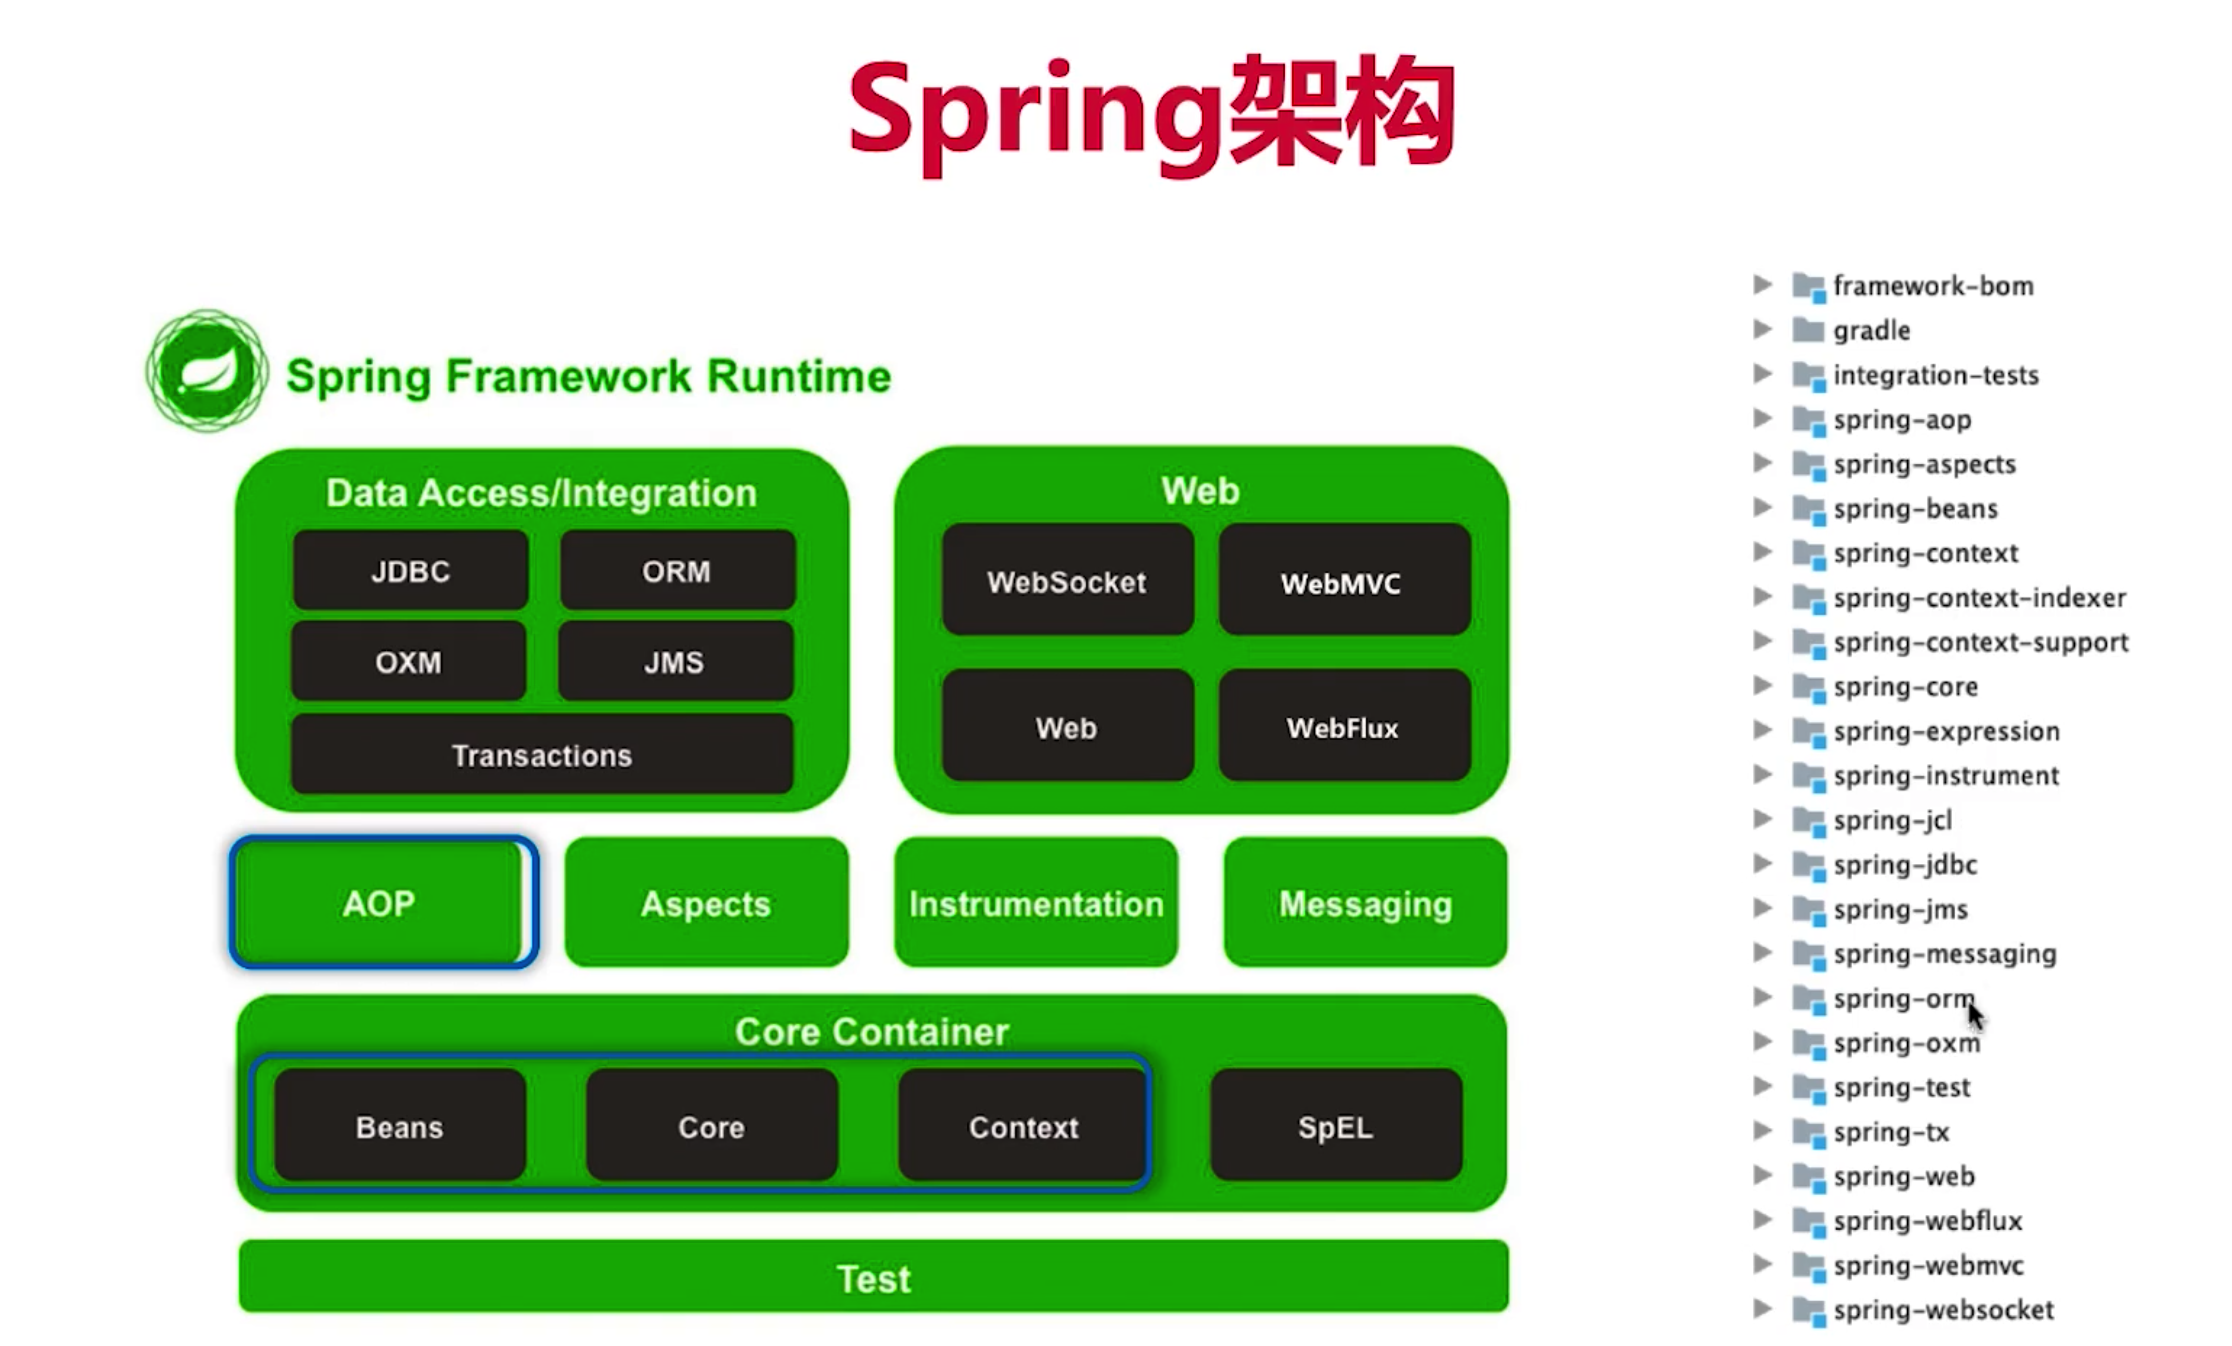 Spring架构
Spring Framework Runtime
Data Access/Integration
JDBC
ORM
OXM
JMS
Transactions
Web
WebSocket
WebMVC
Web
WebFlux
AOP
Aspects
Instrumentation
Messaging
Core Container
Beans
Core
Context
SpEL
Test
framework-bom
gradle
integration-tests
spring-aop
spring-aspects
spring-beans
spring-context
spring-context-indexer
spring-context-support
spring-core
spring-expression
spring-instrument
spring-jcl
spring-jdbc
spring-jms
spring-messaging
spring-orm
spring-oxm
spring-test
spring-tx
spring-web
spring-webflux
spring-webmvc
spring-websocket